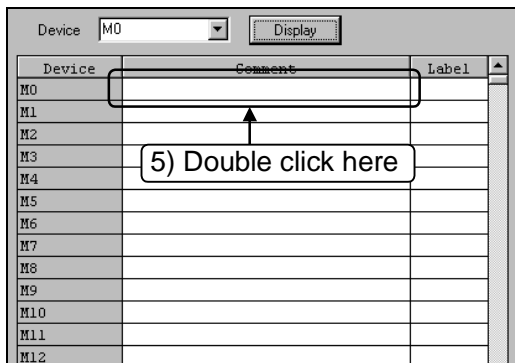 Device M0 Display
Device Comment Label
M0
M1
M2
M3
5) Double click here
M4
M5
M6
M7
M8
M9
M10
M11
M12